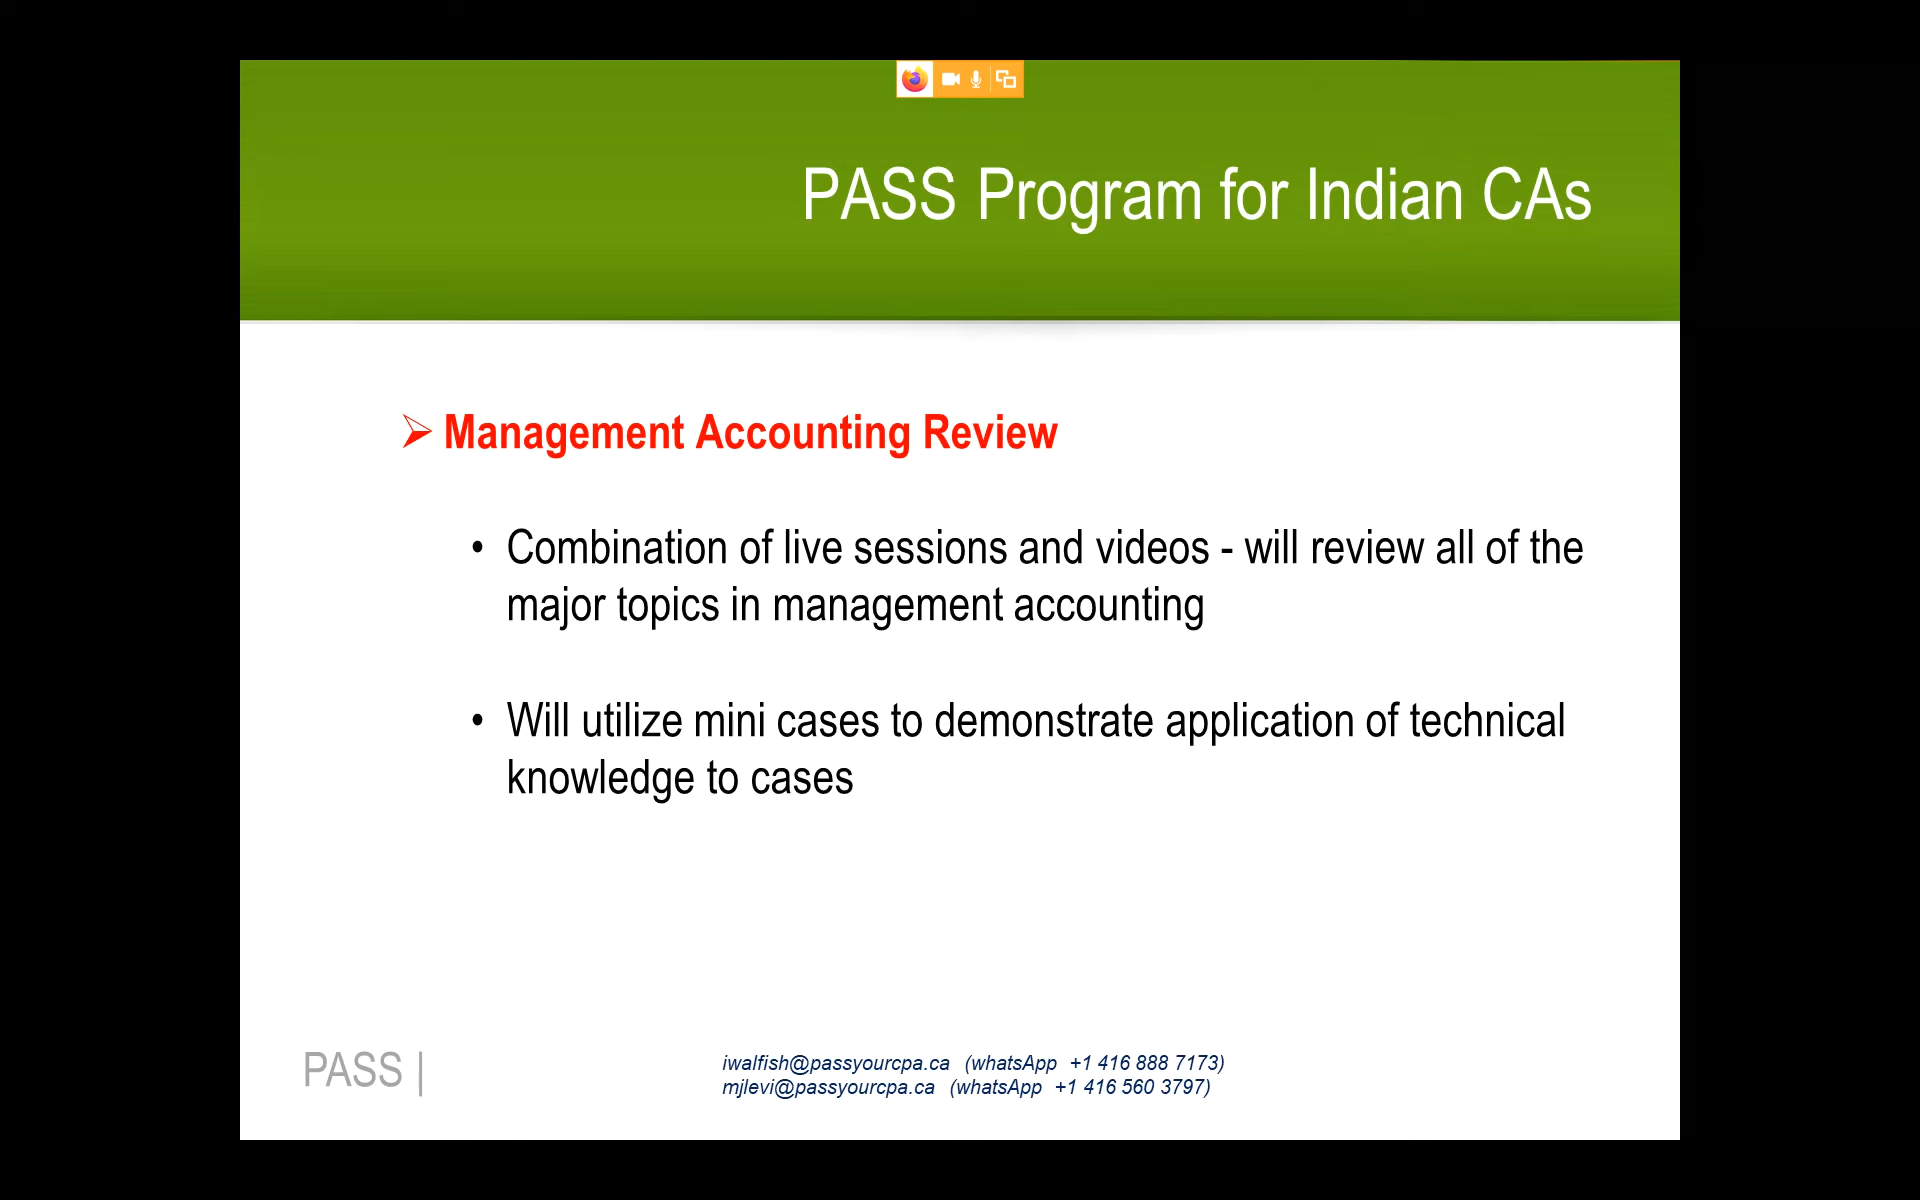 PASS Program for Indian CAs
Management Accounting Review
• Combination of live sessions and videos - will review all of the
major topics in management accounting
• Will utilize mini cases to demonstrate application of technical
knowledge to cases
PASS |
iwalfish@passyourcpa.ca (whatsApp +1 416 888 7173)
mjlevi@passyourcpa.ca (whatsApp +1 416 560 3797)